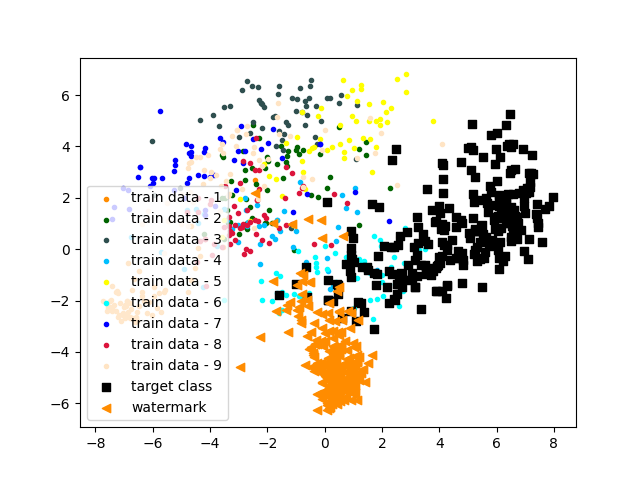 6
4
2
0
−2
−4
−6
train data - 1
train data - 2
train data - 3
train data - 4
train data - 5
train data - 6
train data - 7
train data - 8
train data - 9
target class
watermark
−8 −6 −4 −2 0 2 4 6 8